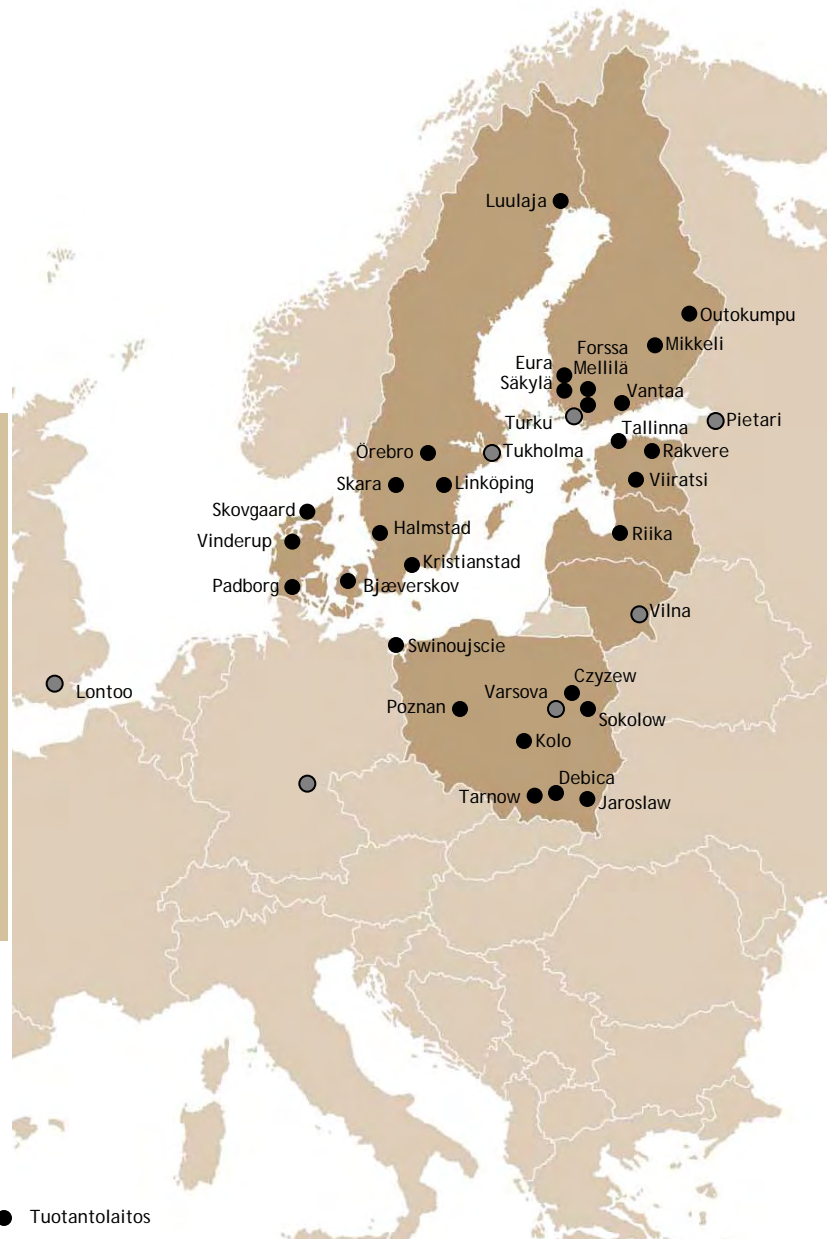 Luulaja
Outokumpu
Forssa
Mikkeli
Eura
Mellilä
Säkylä
Vantaa
Turku
Pietari
Tallinna
Örebro
Tukholma
Rakvere
Skara
Linköping
Viiratsi
Skovgaard
Halmstad
Riika
Vinderup
Kristianstad
Padborg
Bjæverskov
Vilna
Swinoujscie
Czyzew
Lontoo
Varsova
Poznan
Sokolow
Kolo
Debica
Tarnow
Jaroslaw
Tuotantolaitos